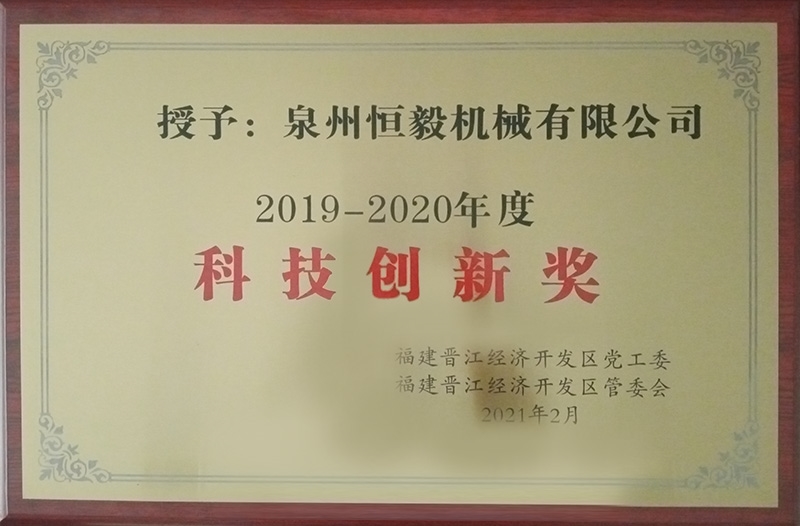 授予：泉州恒毅机械有限公司
2019-2020年度
科技创新奖
福建晋江经济开发区党工委
福建晋江经济开发区管委会
2021年2月